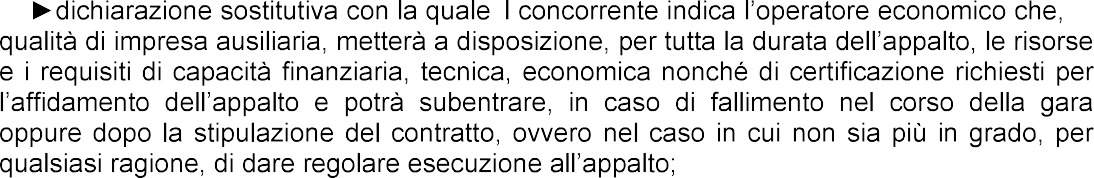 ►dichiarazione sostitutiva con la quale l concorrente indica l’operatore economico che,
qualità di impresa ausiliaria, metterà a disposizione, per tutta la durata dell’appalto, le risorse
e i requisiti di capacità finanziaria, tecnica, economica nonché di certificazione richiesti per
l’affidamento dell’appalto e potrà subentrare, in caso di fallimento nel corso della gara
oppure dopo la stipulazione del contratto, ovvero nel caso in cui non sia più in grado, per
qualsiasi ragione, di dare regolare esecuzione all’appalto;